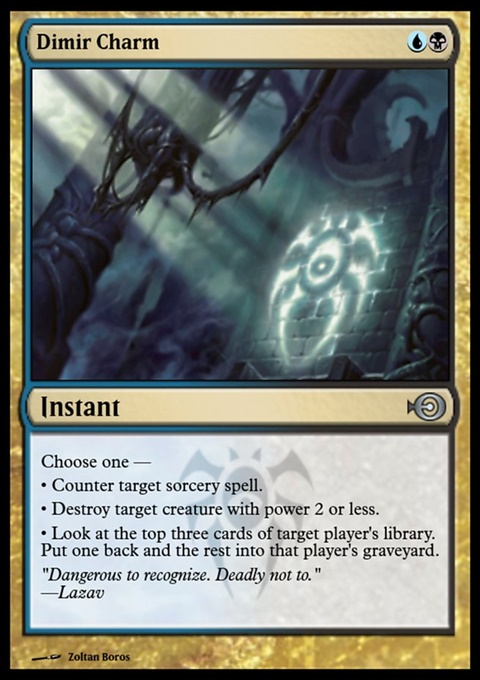 Dimir Charm
Instant
Choose one —
• Counter target sorcery spell.
• Destroy target creature with power 2 or less.
• Look at the top three cards of target player's library.
Put one back and the rest into that player's graveyard.
"Dangerous to recognize. Deadly not to."
—Lazav
Zoltan Boros